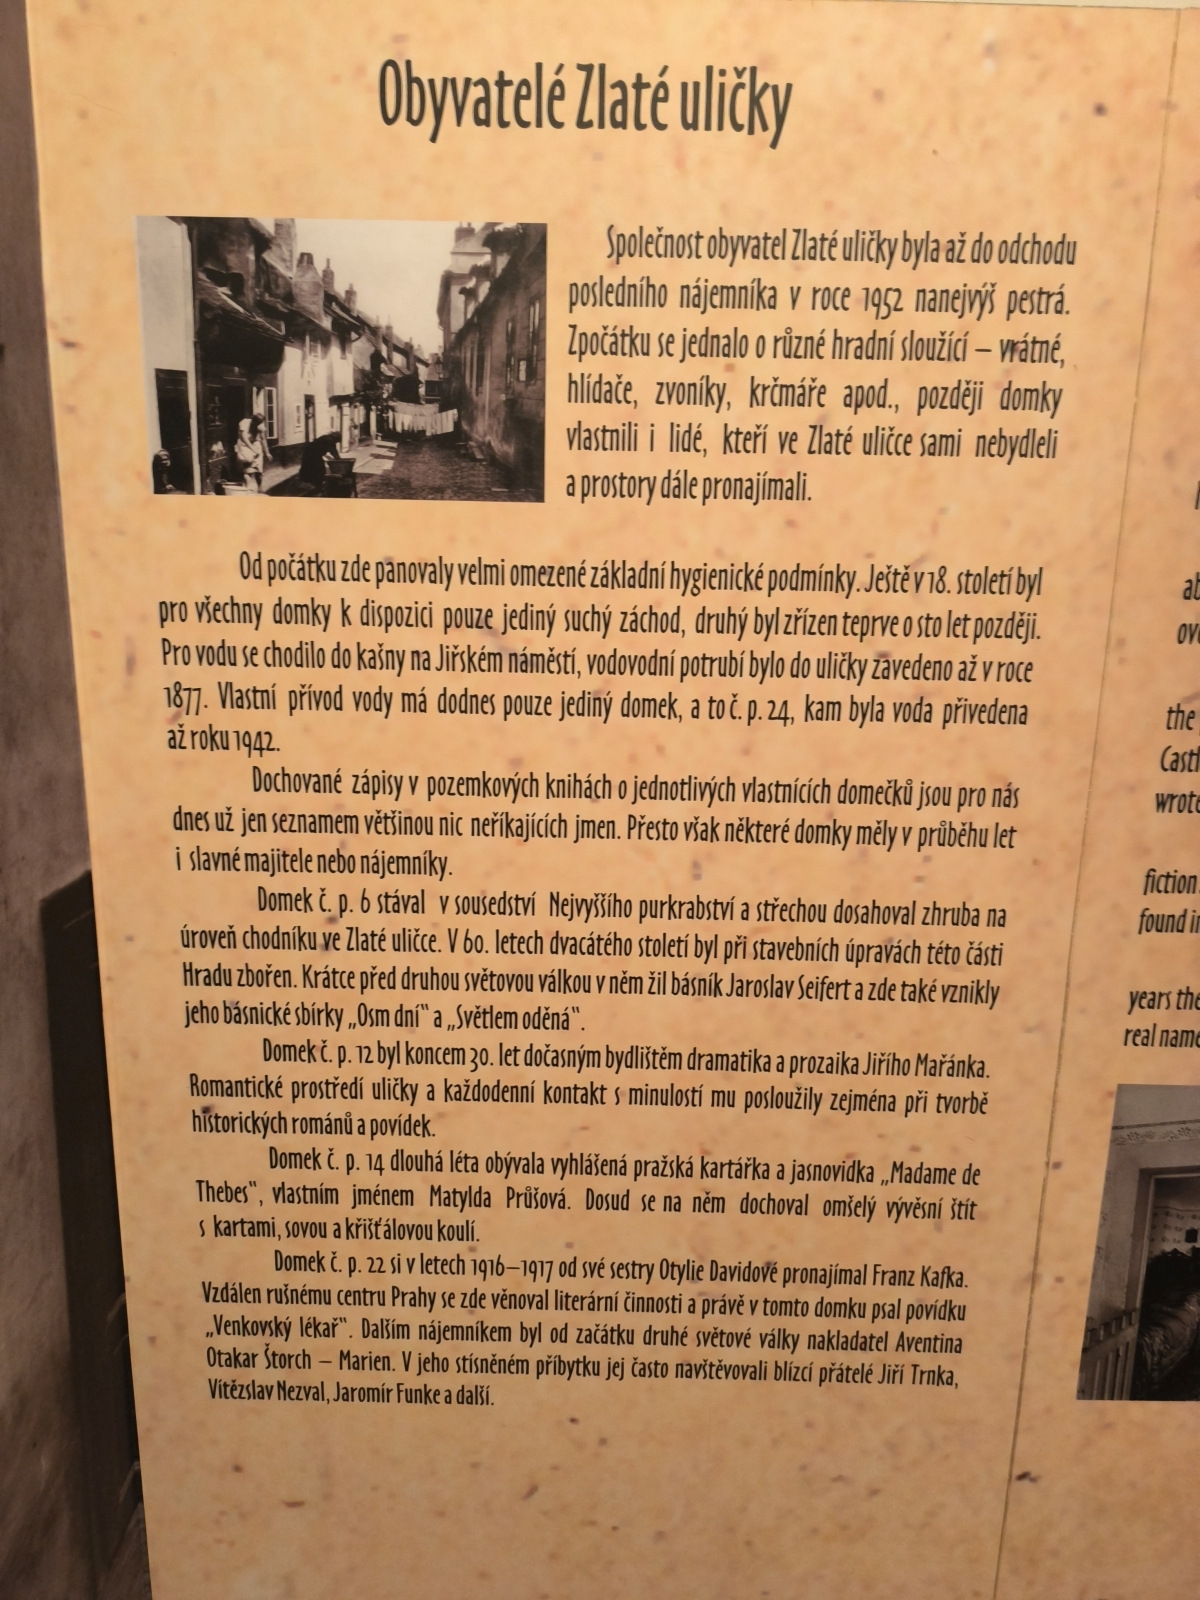 Obyvatelé Zlaté uličky
Společnost obyvatel Zlaté uličky byla až do odchodu
posledního nájemníka v roce 1952 nanejvýš pestrá.
Zpočátku se jednalo o různé hradní sloužící – vrátné,
hlídače, zvoníky, krčmáře apod., později domky
vlastnili i lidé, kteří ve Zlaté uličce sami nebydleli
a prostory dále pronajímali.
Od počátku zde panovaly velmi omezené základní hygienické podmínky. Ještě v 18. století byl
pro všechny domky k dispozici pouze jediný suchý záchod, druhý byl zřízen teprve o sto let později.
Pro vodu se chodilo do kašny na Jiřském náměstí, vodovodní potrubí bylo do uličky zavedeno až v roce
1877. Vlastní přívod vody má dodnes pouze jediný domek, a to č. p. 24, kam byla voda přivedena
až roku 1942.
Dochované zápisy v pozemkových knihách o jednotlivých vlastnících domečků jsou pro nás
dnes už jen seznamem většinou nic neříkajících jmen. Přesto však některé domky měly v průběhu let
i slavné majitele nebo nájemníky.
Domek č. p. 6 stával v sousedství Nejvyššího purkrabství a střechou dosahoval zhruba na
úroveň chodníku ve Zlaté uličce. V 60. letech dvacátého století byl při stavebních úpravách této části
Hradu zbořen. Krátce před druhou světovou válkou v něm žil básník Jaroslav Seifert a zde také vznikly
jeho básnické sbírky „Osm dní“ a „Světlem oděná“.
Domek č. p. 12 byl koncem 30. let dočasným bydlištěm dramatika a prozaika Jiřího Mařánka.
Romantické prostředí uličky a každodenní kontakt s minulostí mu posloužily zejména při tvorbě
historických románů a povídek.
Domek č. p. 14 dlouhá léta obývala vyhlášená pražská kartářka a jasnovidka „Madame de
Thebes“, vlastním jménem Matylda Průšová. Dosud se na něm dochoval omšelý vývěsní štít
s kartami, sovou a křišťálovou koulí.
Domek č. p. 22 si v letech 1916–1917 od své sestry Otylie Davidové pronajímal Franz Kafka.
Vzdálen rušnému centru Prahy se zde věnoval literární činnosti a právě v tomto domku psal povídku
„Venkovský lékař“. Dalším nájemníkem byl od začátku druhé světové války nakladatel Aventina
Otakar Štorch – Marien. V jeho stísněném příbytku jej často navštěvovali blízcí přátelé Jiří Trnka,
Vítězslav Nezval, Jaromír Funke a další.
the
wrote
fiction
found in
years the